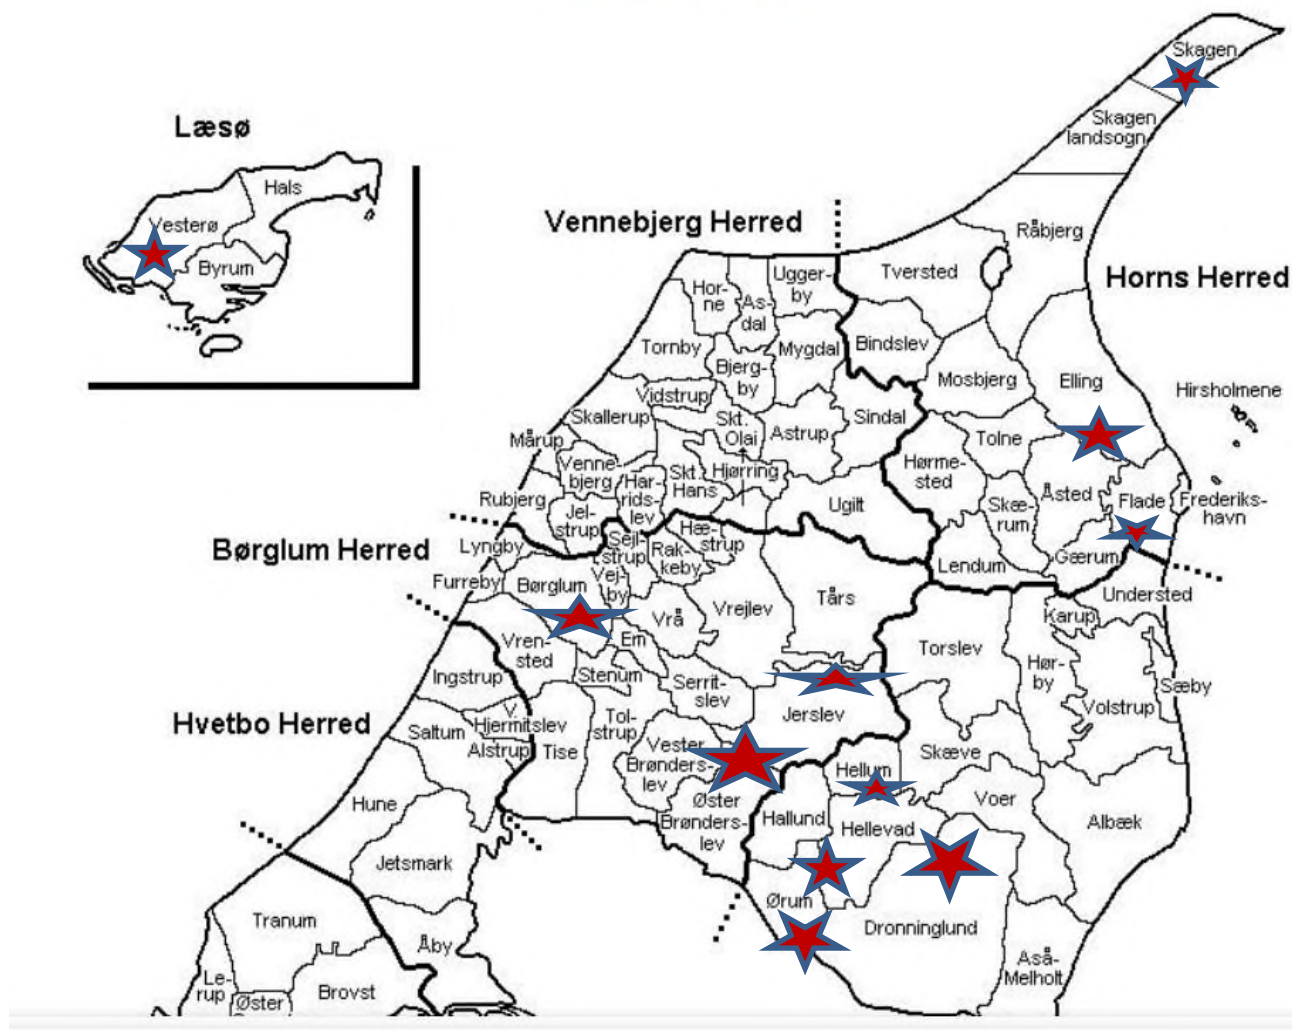 Skagen
Skagen
landsogn
Læsø
Hals
Vesterø
Byrum
Vennebjerg Herred
Råbjerg
Horns Herred
Tversted
Ugger-
by
Hor-
ne
As-
dal
Tornby
Mygdal
Bindslev
Bjerg-
by
Mosbjerg
Elling
Hirsholmene
Vidstrup
Skallerup
Skt.
Olai
Astrup
Sindal
Tolne
Mårup
Venne-
bjerg
Har-
rids-
lev
Skt.
Hans
Hjørring
Hørme-
sted
Åsted
Flade
Frederiks-
havn
Rubjerg
Jel-
strup
Ugilt
Skæ-
rum
Børglum Herred
Lyngby
Sejl-
strup
Hæ-
strup
Rak-
keby
Lendum
Gærum
Furreby
Børglum
Vej-
by
Vrå
Vrejlev
Tårs
Understed
Karup
Vren-
sted
Em
Torslev
Ingstrup
Stenum
Serrit-
slev
Hør-
by
Volstrup
Sæby
Hvetbo Herred
Saltum
V.
Hjermitslev
Alstrup
Tise
Tol-
strup
Jerslev
Vester
Brønders-
lev
Skæve
Hellum
Hune
Øster
Brønders-
lev
Hallund
Hellevad
Voer
Albæk
Jetsmark
Ørum
Dronninglund
Tranum
Åby
Aså-
Melholt
Le-
rup
Øster
Brovst